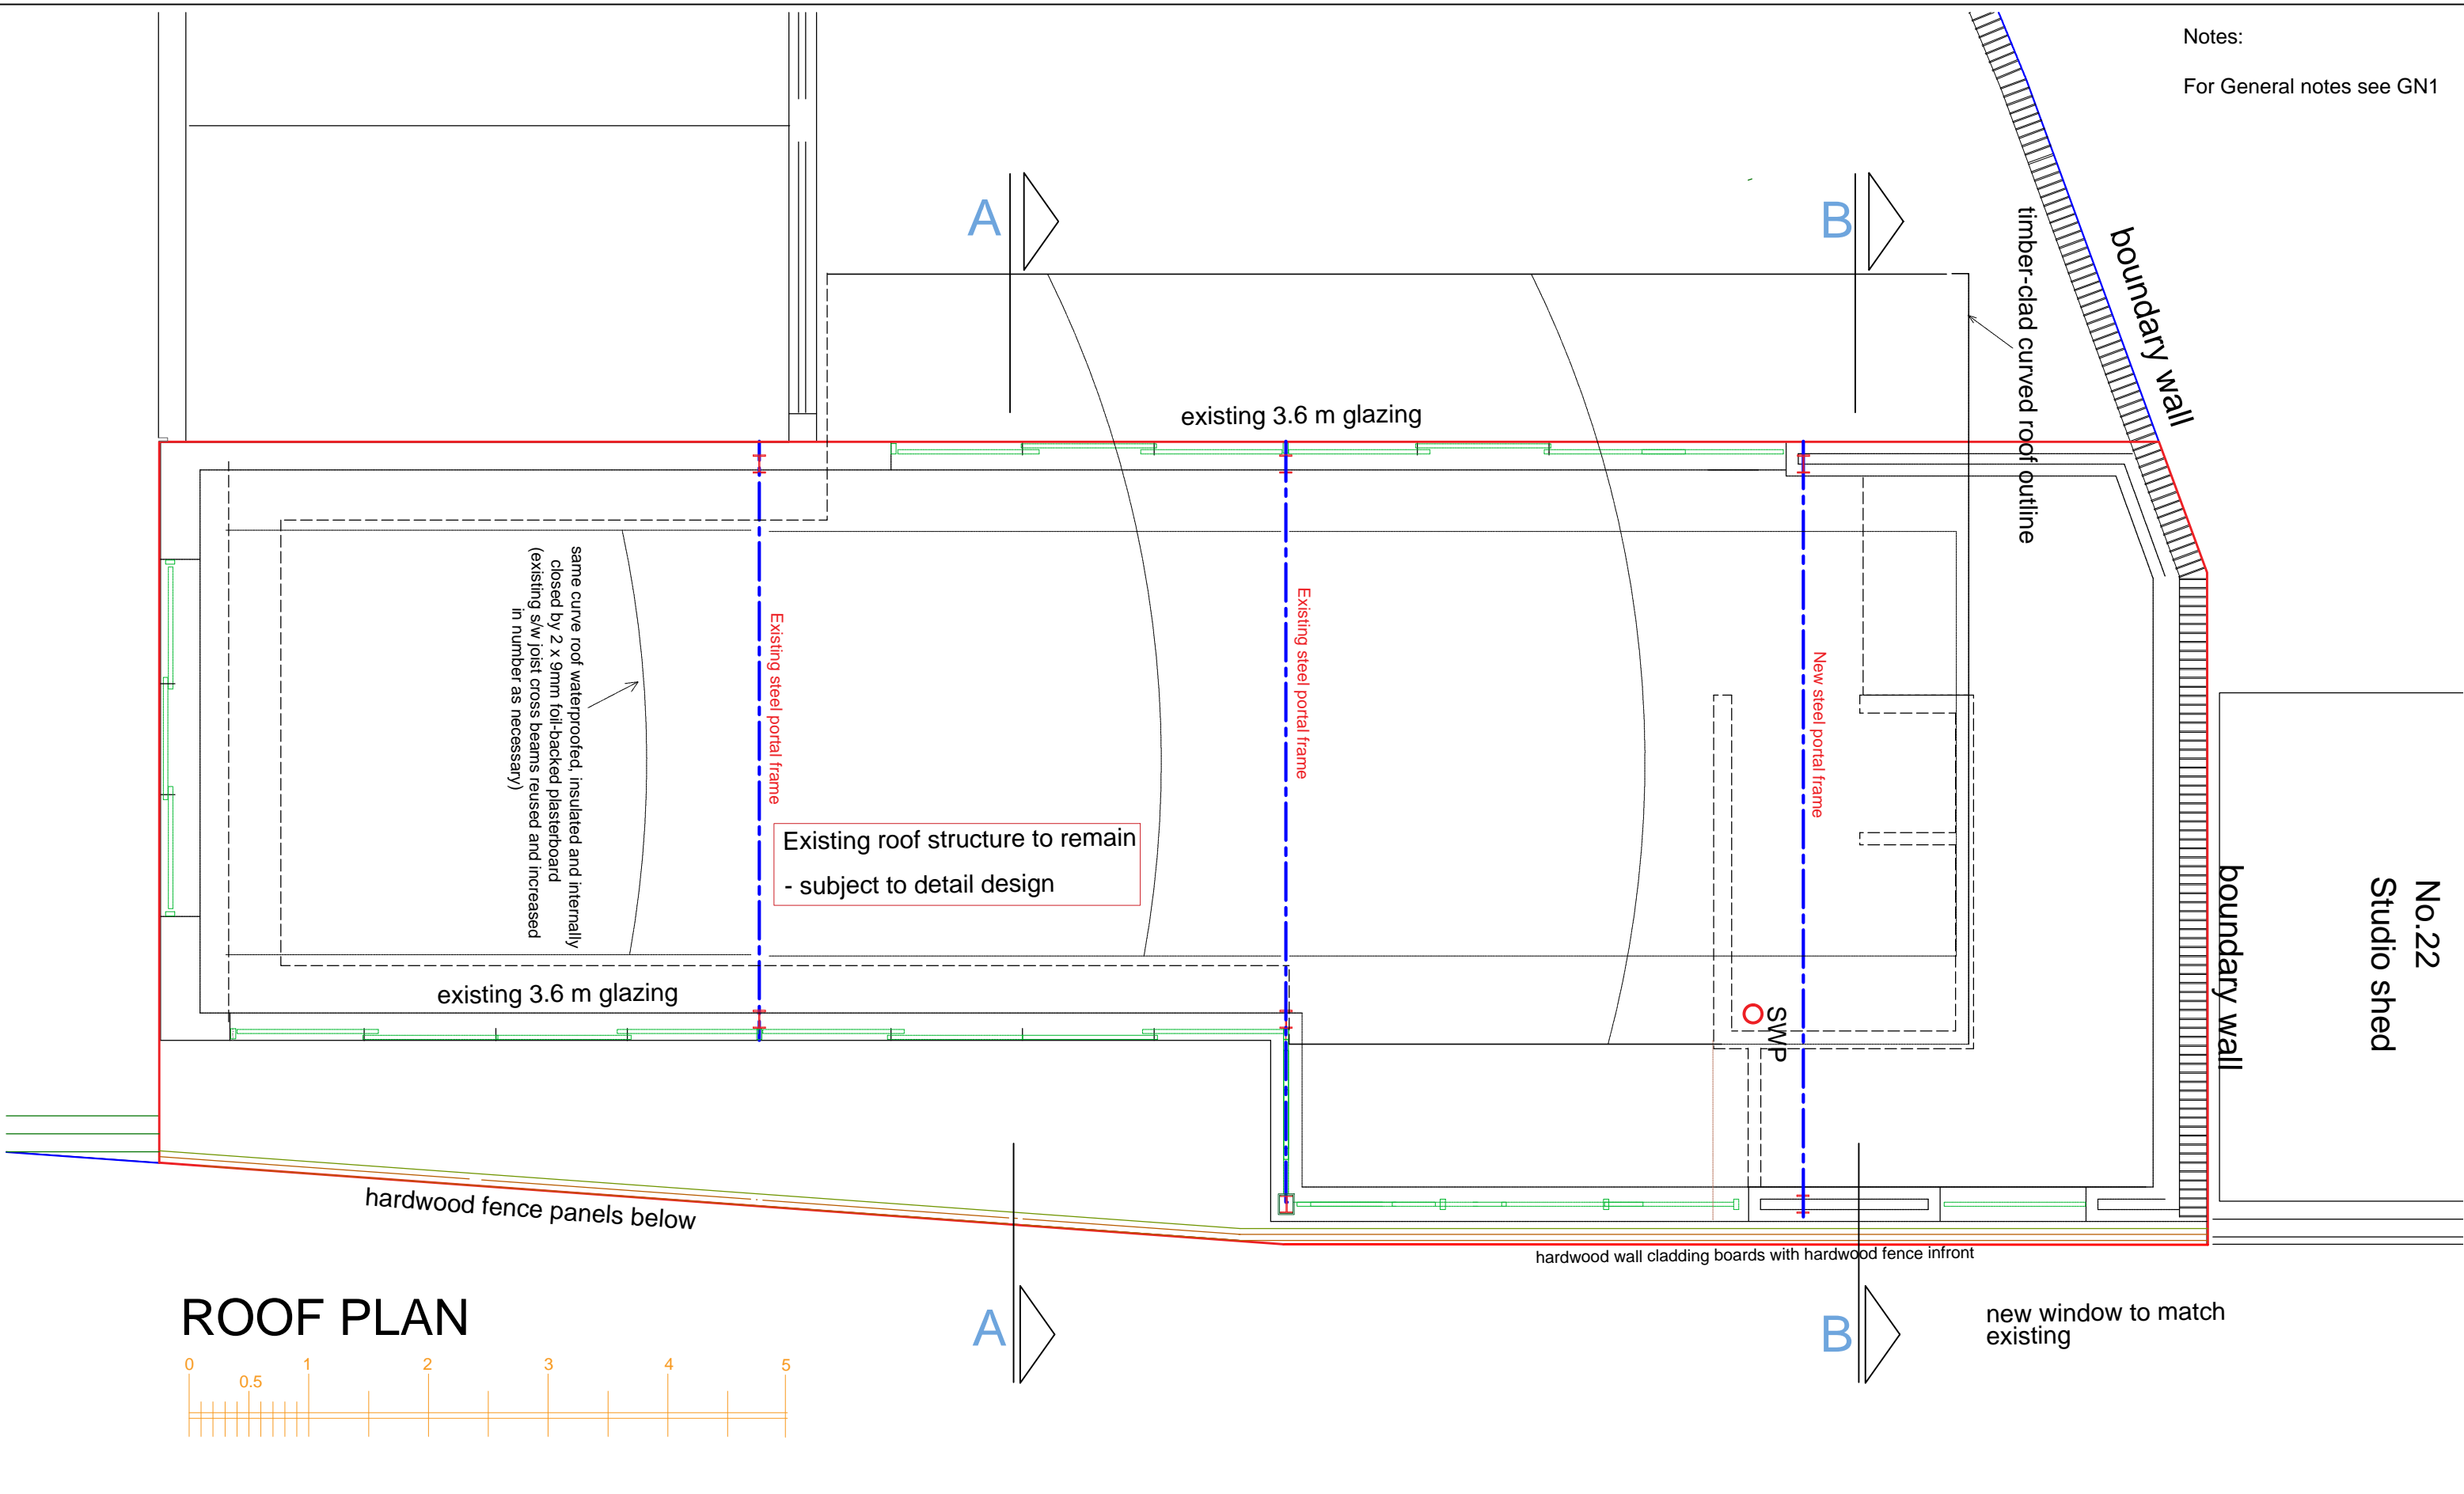 Notes:
For General notes see GN1
A
B
timber-clad curved roof outline
boundary wall
existing 3.6 m glazing
same curve roof waterproofed, insulated and internally
closed by 2 x 9mm foil-backed plasterboard
(existing s/w joist cross beams reused and increased
in number as necessary)
Existing steel portal frame
Existing steel portal frame
New steel portal frame
Existing roof structure to remain
- subject to detail design
boundary wall
No.22
Studio shed
existing 3.6 m glazing
SWP
hardwood fence panels below
hardwood wall cladding boards with hardwood fence infront
ROOF PLAN
A
B
new window to match
existing
0 1 2 3 4 5
0.5